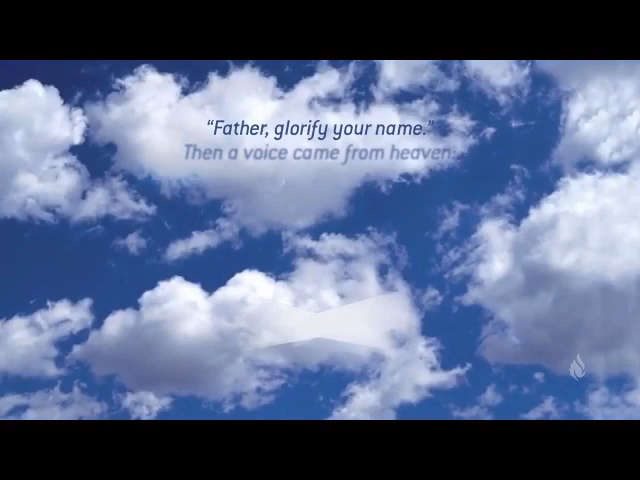 “Father, glorify your name.”
Then a voice came from heaven: